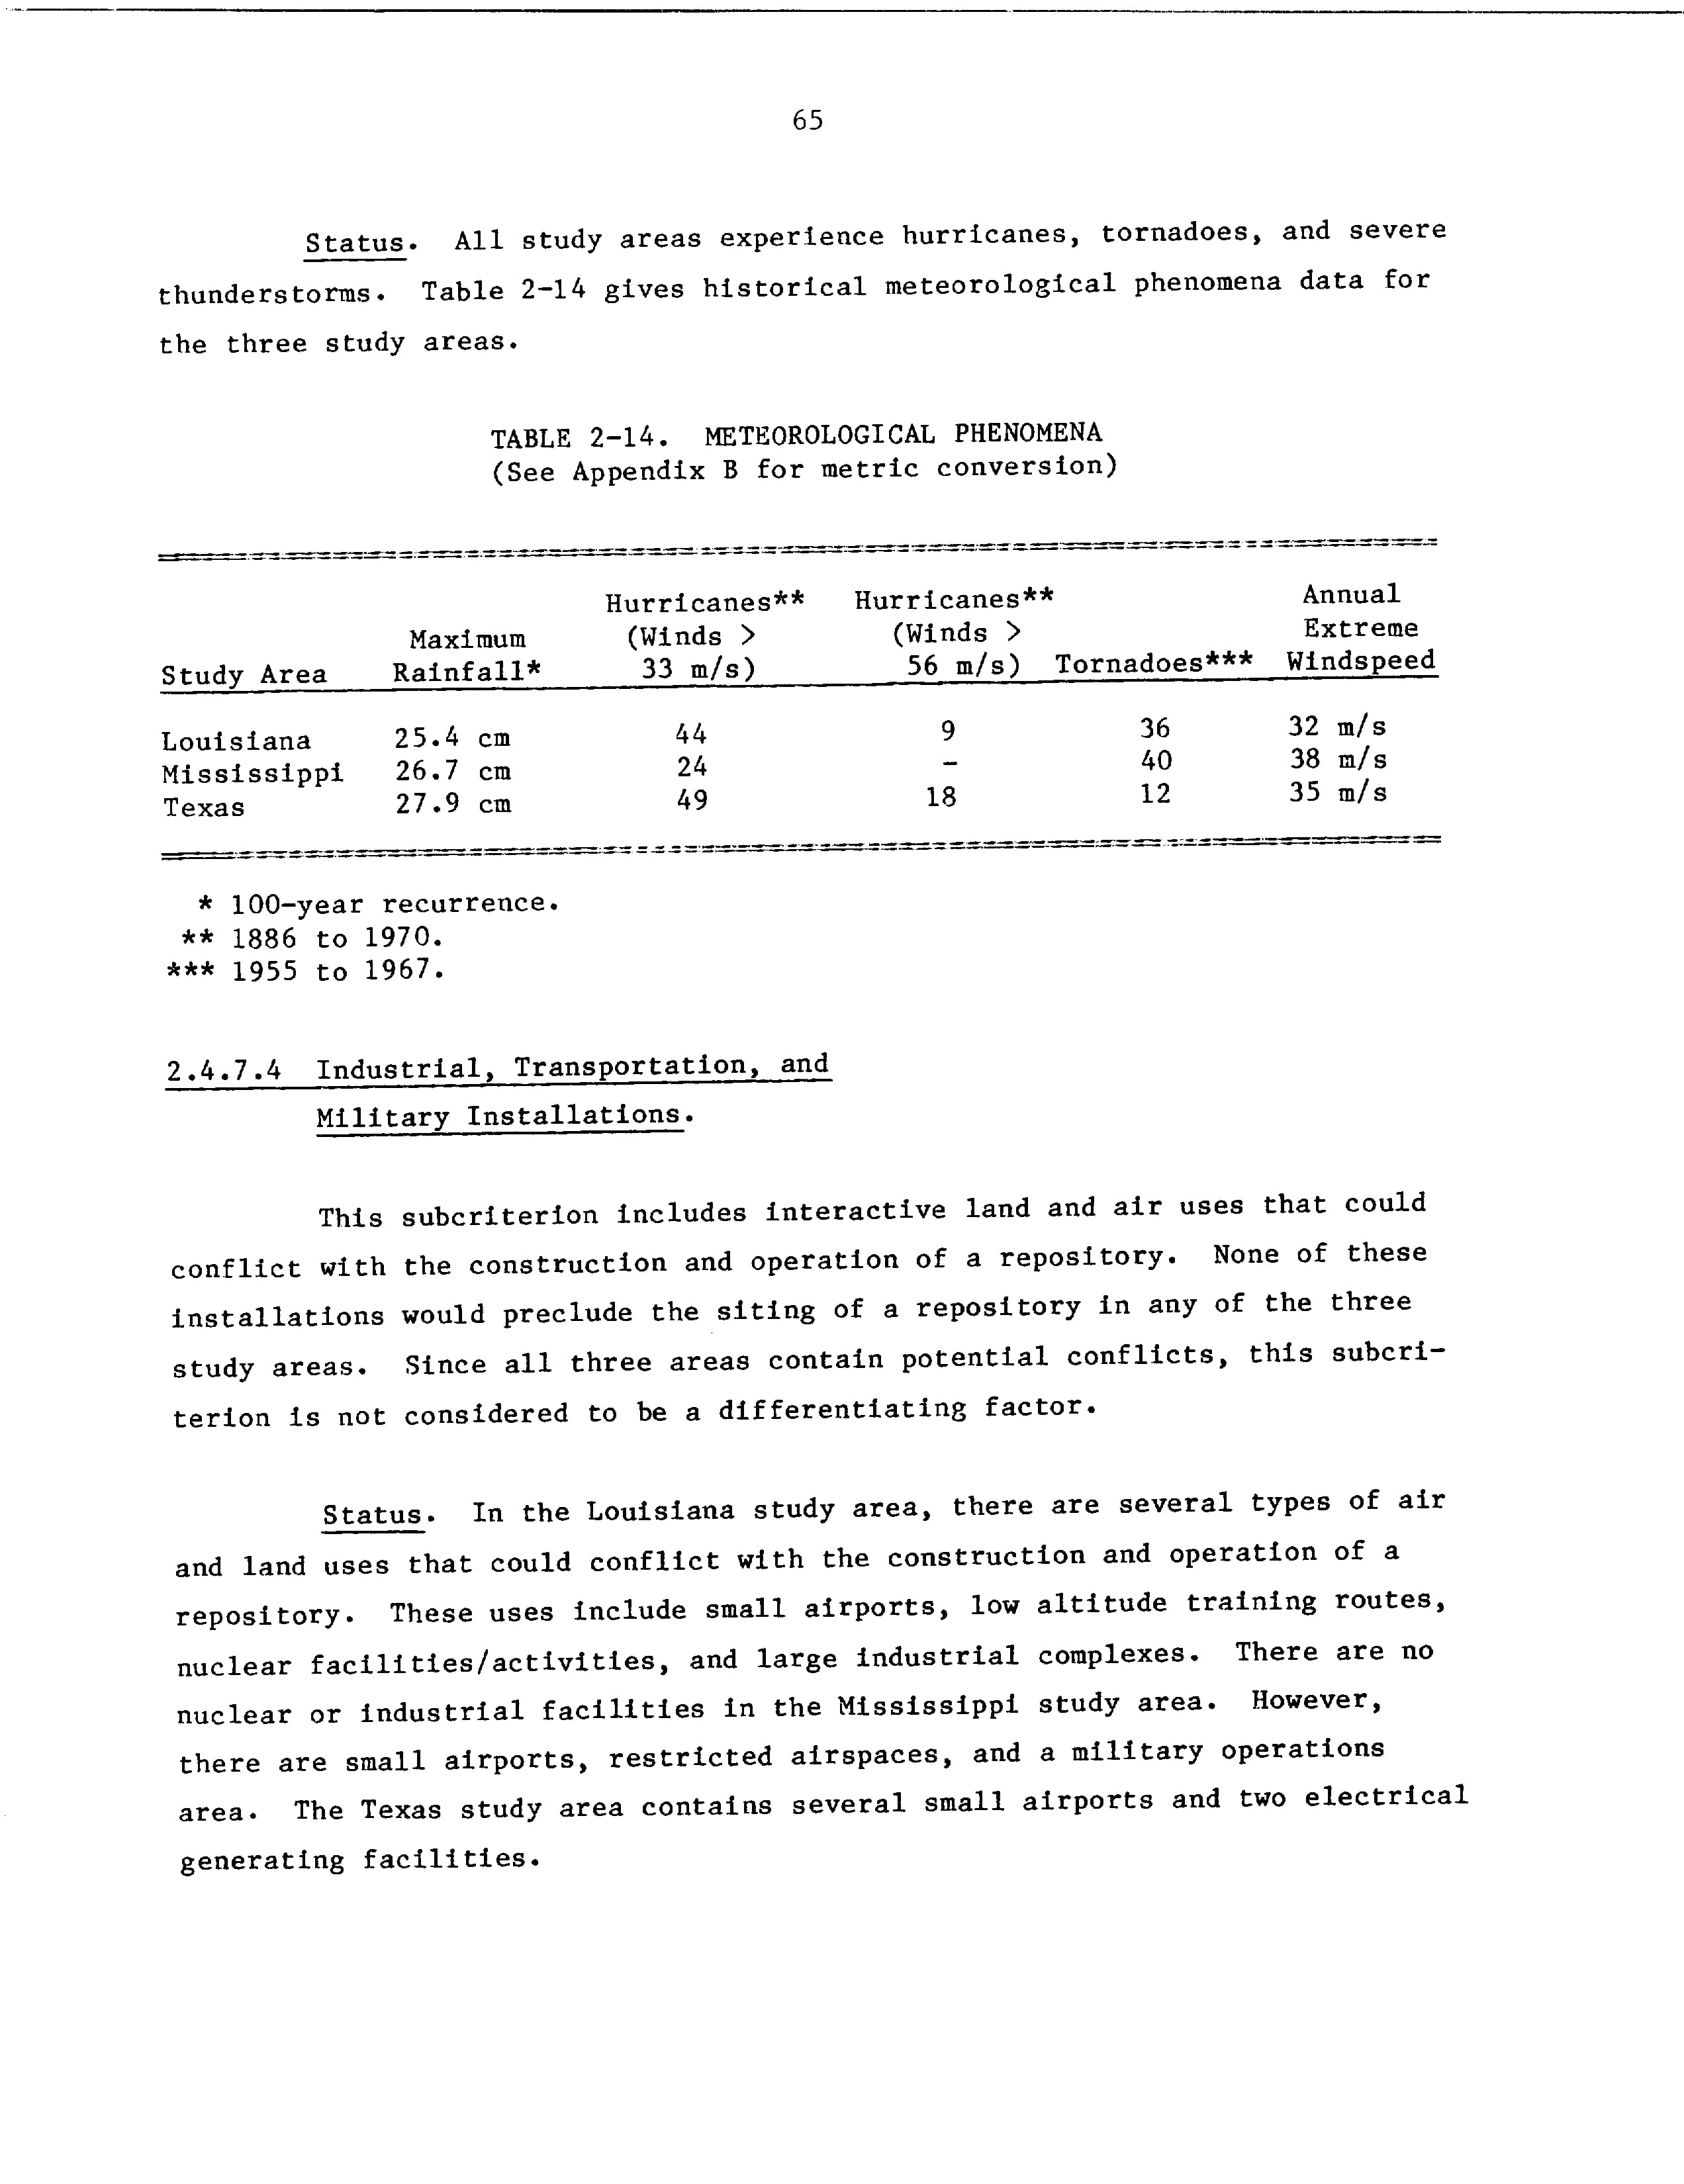 65
Status. All study areas experience hurricanes, tornadoes, and severe
thunderstorms. Table 2-14 gives historical meteorological phenomena data for
the three study areas.
TABLE 2-14. METEOROLOGICAL PHENOMENA
(See Appendix B for metric conversion)
Hurricanes** Hurricanes** Annual
Maximum (Winds > (Winds > Extreme
Study Area Rainfall* 33 m/s) 56 m/s) Tornadoes*** Windspeed
Louisiana 25.4 cm 44 9 36 32 m/s
Mississippi 26.7 cm 24 - 40 38 m/s
Texas 27.9 cm 49 18 12 35 m/s
* 100-year recurrence.
** 1886 to 1970.
*** 1955 to 1967.
2.4.7.4 Industrial, Transportation, and
Military Installations.
This subcriterion includes interactive land and air uses that could
conflict with the construction and operation of a repository. None of these
installations would preclude the siting of a repository in any of the three
study areas. Since all three areas contain potential conflicts, this subcri-
terion is not considered to be a differentiating factor.
Status. In the Louisiana study area, there are several types of air
and land uses that could conflict with the construction and operation of a
repository. These uses include small airports, low altitude training routes,
nuclear facilities/activities, and large industrial complexes. There are no
nuclear or industrial facilities in the Mississippi study area. However,
there are small airports, restricted airspaces, and a military operations
area. The Texas study area contains several small airports and two electrical
generating facilities.